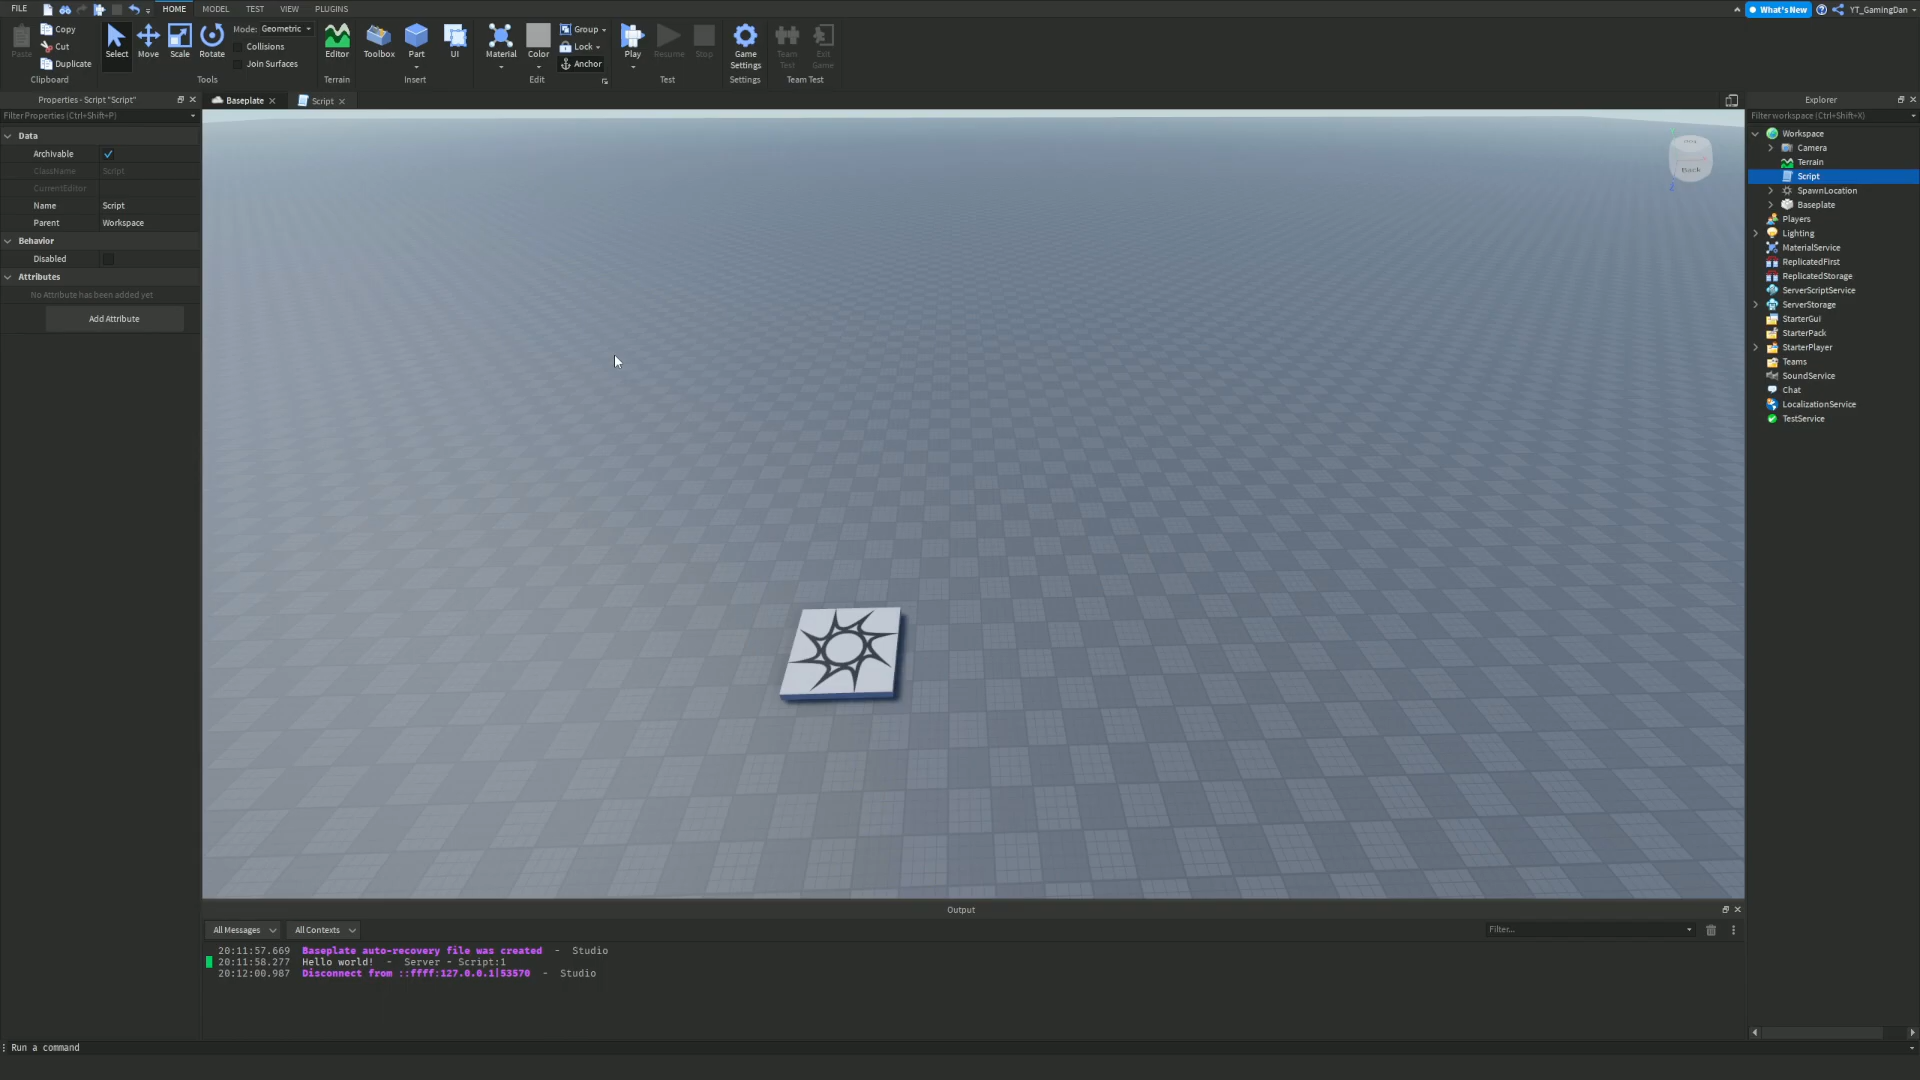 FILE HOME MODEL TEST VIEW PLUGINS What's New YT_GamingDan
Paste Copy Cut Duplicate Clipboard
Select Move Scale Rotate Mode: Geometric Collisions Join Surfaces Tools
Editor Terrain
Toolbox Part UI Insert
Material Color Group Lock Anchor Edit
Play Resume Stop Test
Game Settings Settings
Team Test Exit Game Team Test
Properties - Script "Script"
Filter Properties (Ctrl+Shift+P)
Data
Archivable
ClassName Script
CurrentEditor
Name Script
Parent Workspace
Behavior
Disabled
Attributes
No Attribute has been added yet
Add Attribute
Baseplate Script
Back
Explorer
Filter workspace (Ctrl+Shift+X)
Workspace
Camera
Terrain
Script
SpawnLocation
Baseplate
Players
Lighting
MaterialService
ReplicatedFirst
ReplicatedStorage
ServerScriptService
ServerStorage
StarterGui
StarterPack
StarterPlayer
Teams
SoundService
Chat
LocalizationService
TestService
Output
All Messages All Contexts Filter...
20:11:57.669 Baseplate auto-recovery file was created - Studio
20:11:58.277 Hello world! - Server - Script:1
20:12:00.987 Disconnect from ::ffff:127.0.0.1|53570 - Studio
Run a command